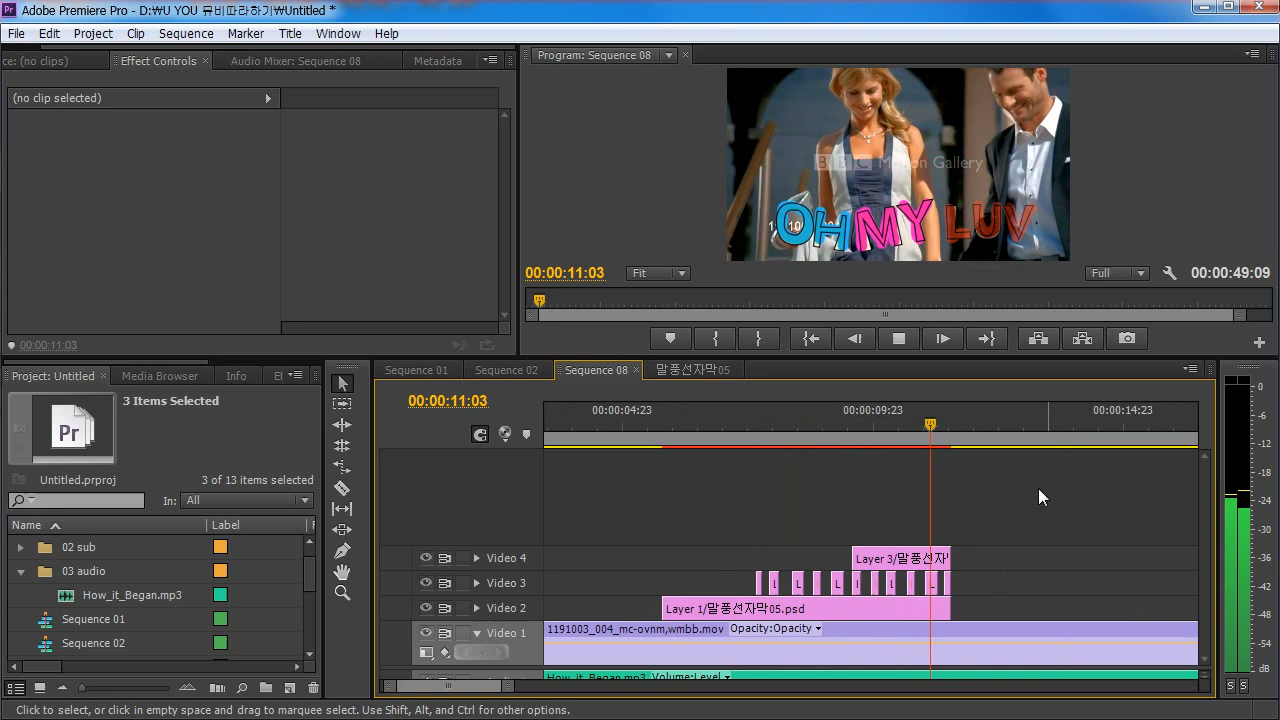 Adobe Premiere Pro - D:₩U YOU 뮤비따라하기₩Untitled *
File Edit Project Clip Sequence Marker Title Window Help
ce: (no clips) Effect Controls Audio Mixer: Sequence 08 Metadata
Program: Sequence 08
(no clip selected)
BBC Motion Gallery
OH MY LUV
00:00:11:03 Fit Full 00:00:49:09
00:00:11:03
Project: Untitled Media Browser Info
Sequence 01 Sequence 02 Sequence 08 말풍선자막05
3 Items Selected
Pr
00:00:11:03
00:00:04:23 00:00:09:23 00:00:14:23
Untitled.prproj 3 of 13 items selected
In: All
Name Label
02 sub
03 audio
How_it_Began.mp3
Sequence 01
Sequence 02
Video 4 Layer 3/말풍선자
Video 3 L L L
Video 2 Layer 1/말풍선자막05.psd
Video 1 1191003_004_mc-ovnm,wmbb.mov Opacity:Opacity
How_it_Began.mp3 Volume:Level
0
-6
-12
-18
-24
-30
-36
-42
-48
-54
dB
S S
Click to select, or click in empty space and drag to marquee select. Use Shift, Alt, and Ctrl for other options.